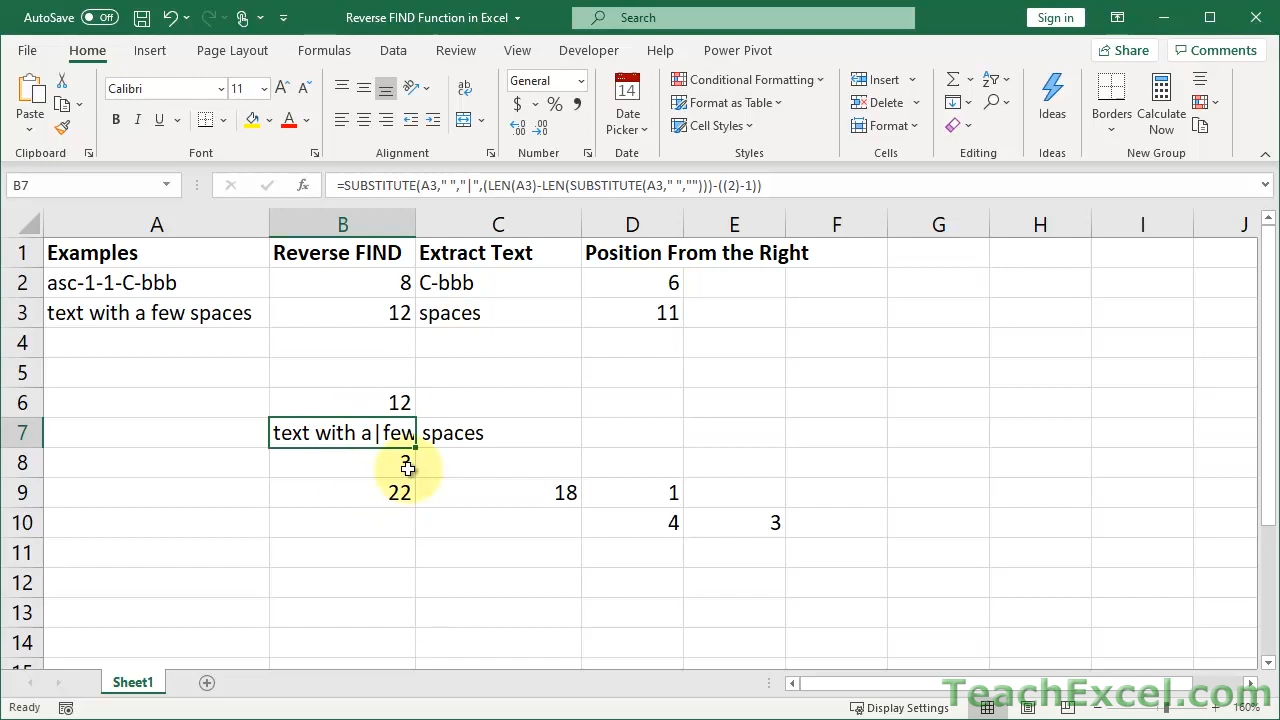 AutoSave Off Reverse FIND Function in Excel Search Sign in
File Home Insert Page Layout Formulas Data Review View Developer Help Power Pivot Share Comments
Paste
Clipboard
Calibri 11
B I U A
Font
Alignment
General
$ % 9
Number
14
Date
Picker
Date
Conditional Formatting
Format as Table
Cell Styles
Styles
Insert
Delete
Format
Cells
Editing
Ideas
Ideas
Borders
Calculate
Now
New Group
B7 fx =SUBSTITUTE(A3," ","|",(LEN(A3)-LEN(SUBSTITUTE(A3," ","")))-((2)-1))
A B C D E F G H I J
1 Examples Reverse FIND Extract Text Position From the Right
2 asc-1-1-C-bbb 8 C-bbb 6
3 text with a few spaces 12 spaces 11
4
5
6 12
7 text with a|few spaces
8
9 22 18 1
10 4 3
11
12
13
14
Sheet1
Ready Display Settings 160%
TeachExcel.com